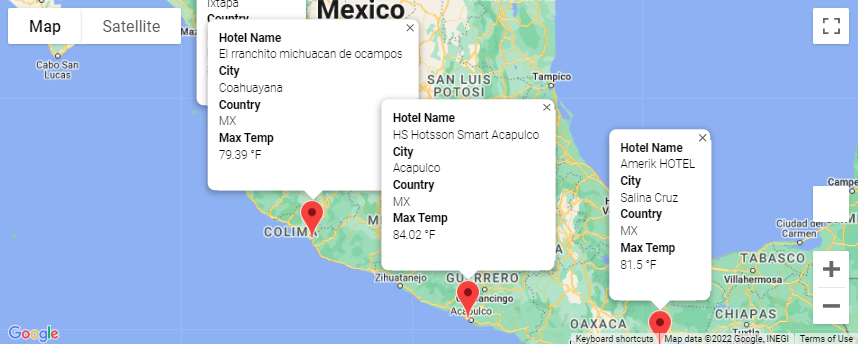 Map
Satellite
Ixtapa
Country
Mexico
Hotel Name
El rranchito michuacan de ocampos
City
Coahuayana
Country
MX
Max Temp
79.39 °F
Hotel Name
HS Hotsson Smart Acapulco
City
Acapulco
Country
MX
Max Temp
84.02 °F
Hotel Name
Amerik HOTEL
City
Salina Cruz
Country
MX
Max Temp
81.5 °F
Cabo San
Lucas
SAN LUIS
POTOSI
Tampico
COLIMA
Zihuatanejo
GUERRERO
Acapulco
OAXACA
Ciudad del
Carmen
TABASCO
Villahermosa
CHIAPAS
Tuxtla
Google
Keyboard shortcuts
Map data ©2022 Google, INEGI
Terms of Use